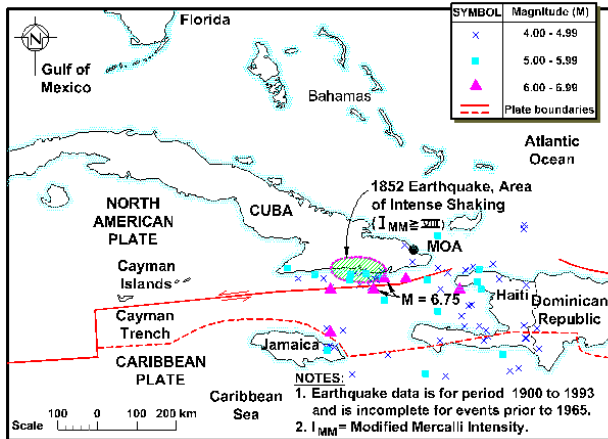 Florida
SYMBOL Magnitude (M)
4.00 - 4.99
5.00 - 5.99
6.00 - 6.99
Plate boundaries
N
Gulf of
Mexico
Bahamas
Atlantic
Ocean
1852 Earthquake, Area
of Intense Shaking
(IMM ≧ VIII)
NORTH
AMERICAN
PLATE
CUBA
MOA
Cayman
Islands
M = 6.75
Haiti
Dominican
Republic
Cayman
Trench
Jamaica
CARIBBEAN
PLATE
Caribbean
Sea
NOTES:
1. Earthquake data is for period 1900 to 1993
and is incomplete for events prior to 1965.
2. IMM = Modified Mercalli Intensity.
Scale 100 0 100 200 km